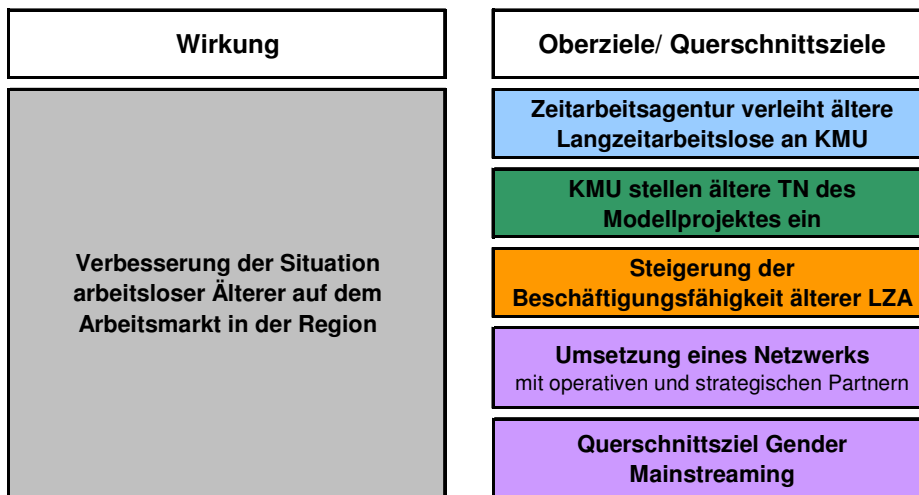 Wirkung
Verbesserung der Situation
arbeitsloser Älterer auf dem
Arbeitsmarkt in der Region
Oberziele/ Querschnittsziele
Zeitarbeitsagentur verleiht ältere
Langzeitarbeitslose an KMU
KMU stellen ältere TN des
Modellprojektes ein
Steigerung der
Beschäftigungsfähigkeit älterer LZA
Umsetzung eines Netzwerks
mit operativen und strategischen Partnern
Querschnittsziel Gender
Mainstreaming